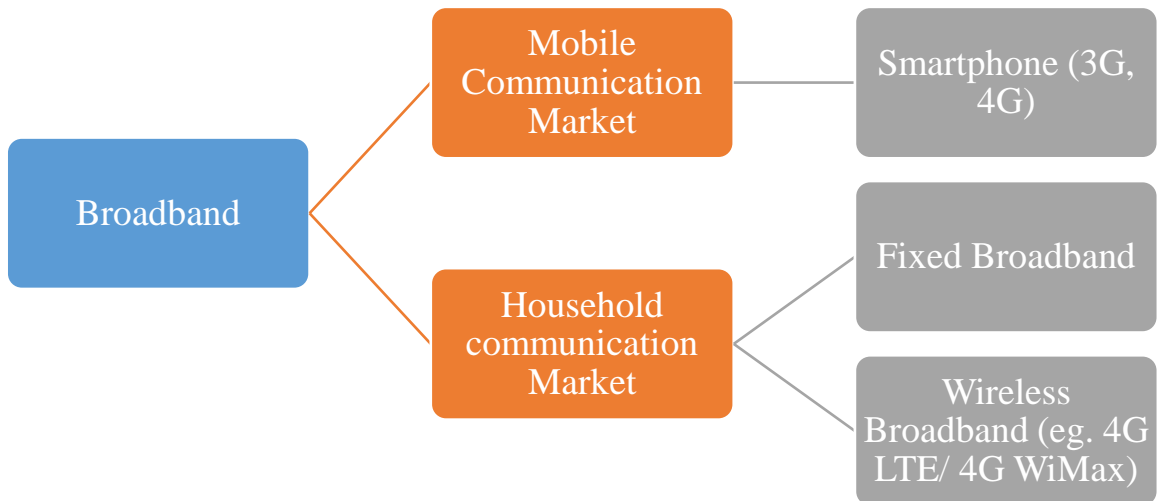 Broadband
Mobile
Communication
Market
Smartphone (3G,
4G)
Household
communication
Market
Fixed Broadband
Wireless
Broadband (eg. 4G
LTE/ 4G WiMax)